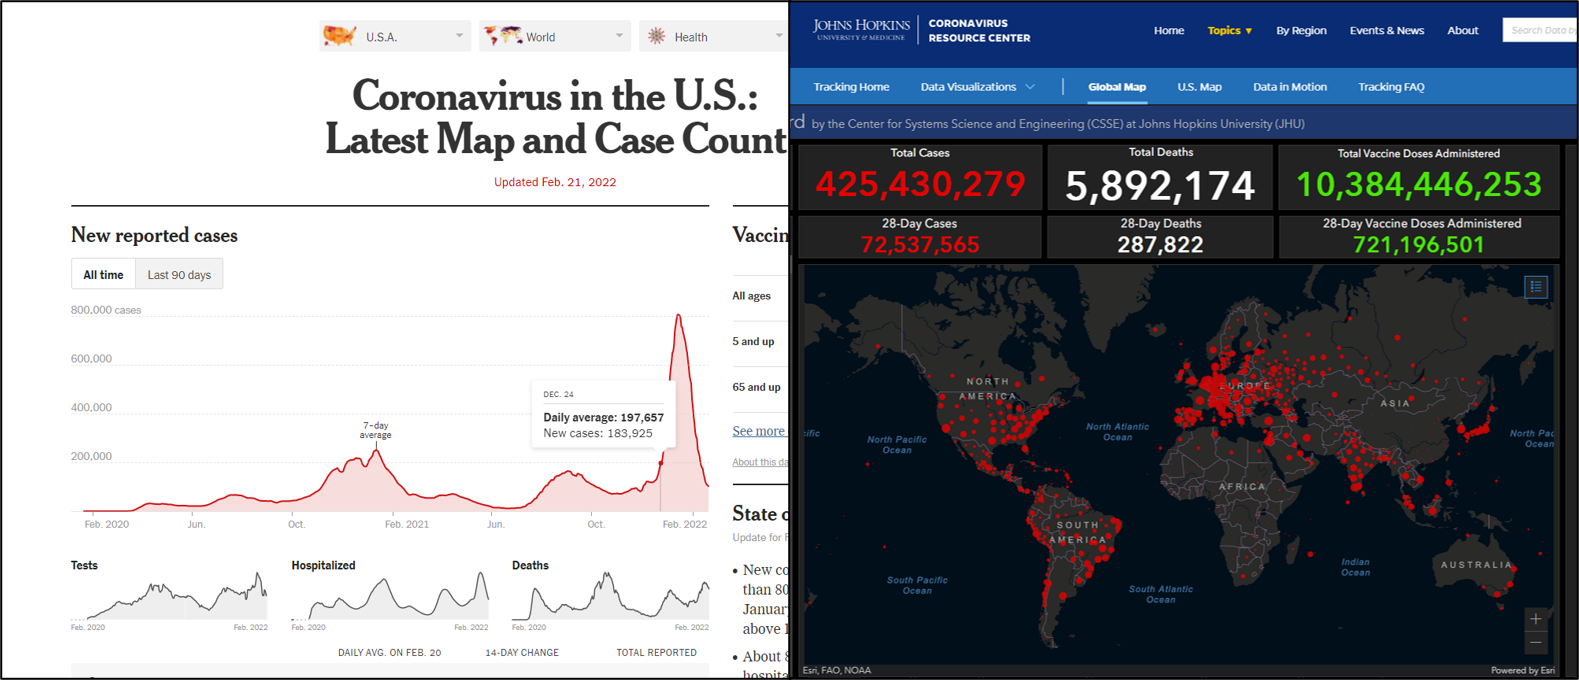 U.S.A.
World
Health
Coronavirus in the U.S.:
Latest Map and Case Count
Updated Feb. 21, 2022
New reported cases
All time
Last 90 days
800,000 cases
600,000
400,000
200,000
7–day
average
DEC. 24
Daily average: 197,657
New cases: 183,925
Feb. 2020
Jun.
Oct.
Feb. 2021
Jun.
Oct.
Feb. 2022
Tests
Feb. 2020
Feb. 2022
Hospitalized
Feb. 2020
Feb. 2022
Deaths
Feb. 2020
Feb. 2022
DAILY AVG. ON FEB. 20
14-DAY CHANGE
TOTAL REPORTED
Vaccin
All ages
5 and up
65 and up
See more
About this da
State o
Update for F
• New co
than 80
Januar
above
• About 8
hospita
JOHNS HOPKINS
UNIVERSITY & MEDICINE
CORONAVIRUS
RESOURCE CENTER
Home
Topics ▼
By Region
Events & News
About
Search Data by
Tracking Home
Data Visualizations
Global Map
U.S. Map
Data in Motion
Tracking FAQ
rd by the Center for Systems Science and Engineering (CSSE) at Johns Hopkins University (JHU)
Total Cases
425,430,279
Total Deaths
5,892,174
Total Vaccine Doses Administered
10,384,446,253
28-Day Cases
72,537,565
28-Day Deaths
287,822
28-Day Vaccine Doses Administered
721,196,501
NORTH
AMERICA
EUROPE
ASIA
cific
North Pacific
Ocean
North Atlantic
Ocean
North Pac
Ocean
AFRICA
SOUTH
AMERICA
South Pacific
Ocean
South Atlantic
Ocean
Indian
Ocean
AUSTRALIA
+
−
Esri, FAO, NOAA
Powered by Esri